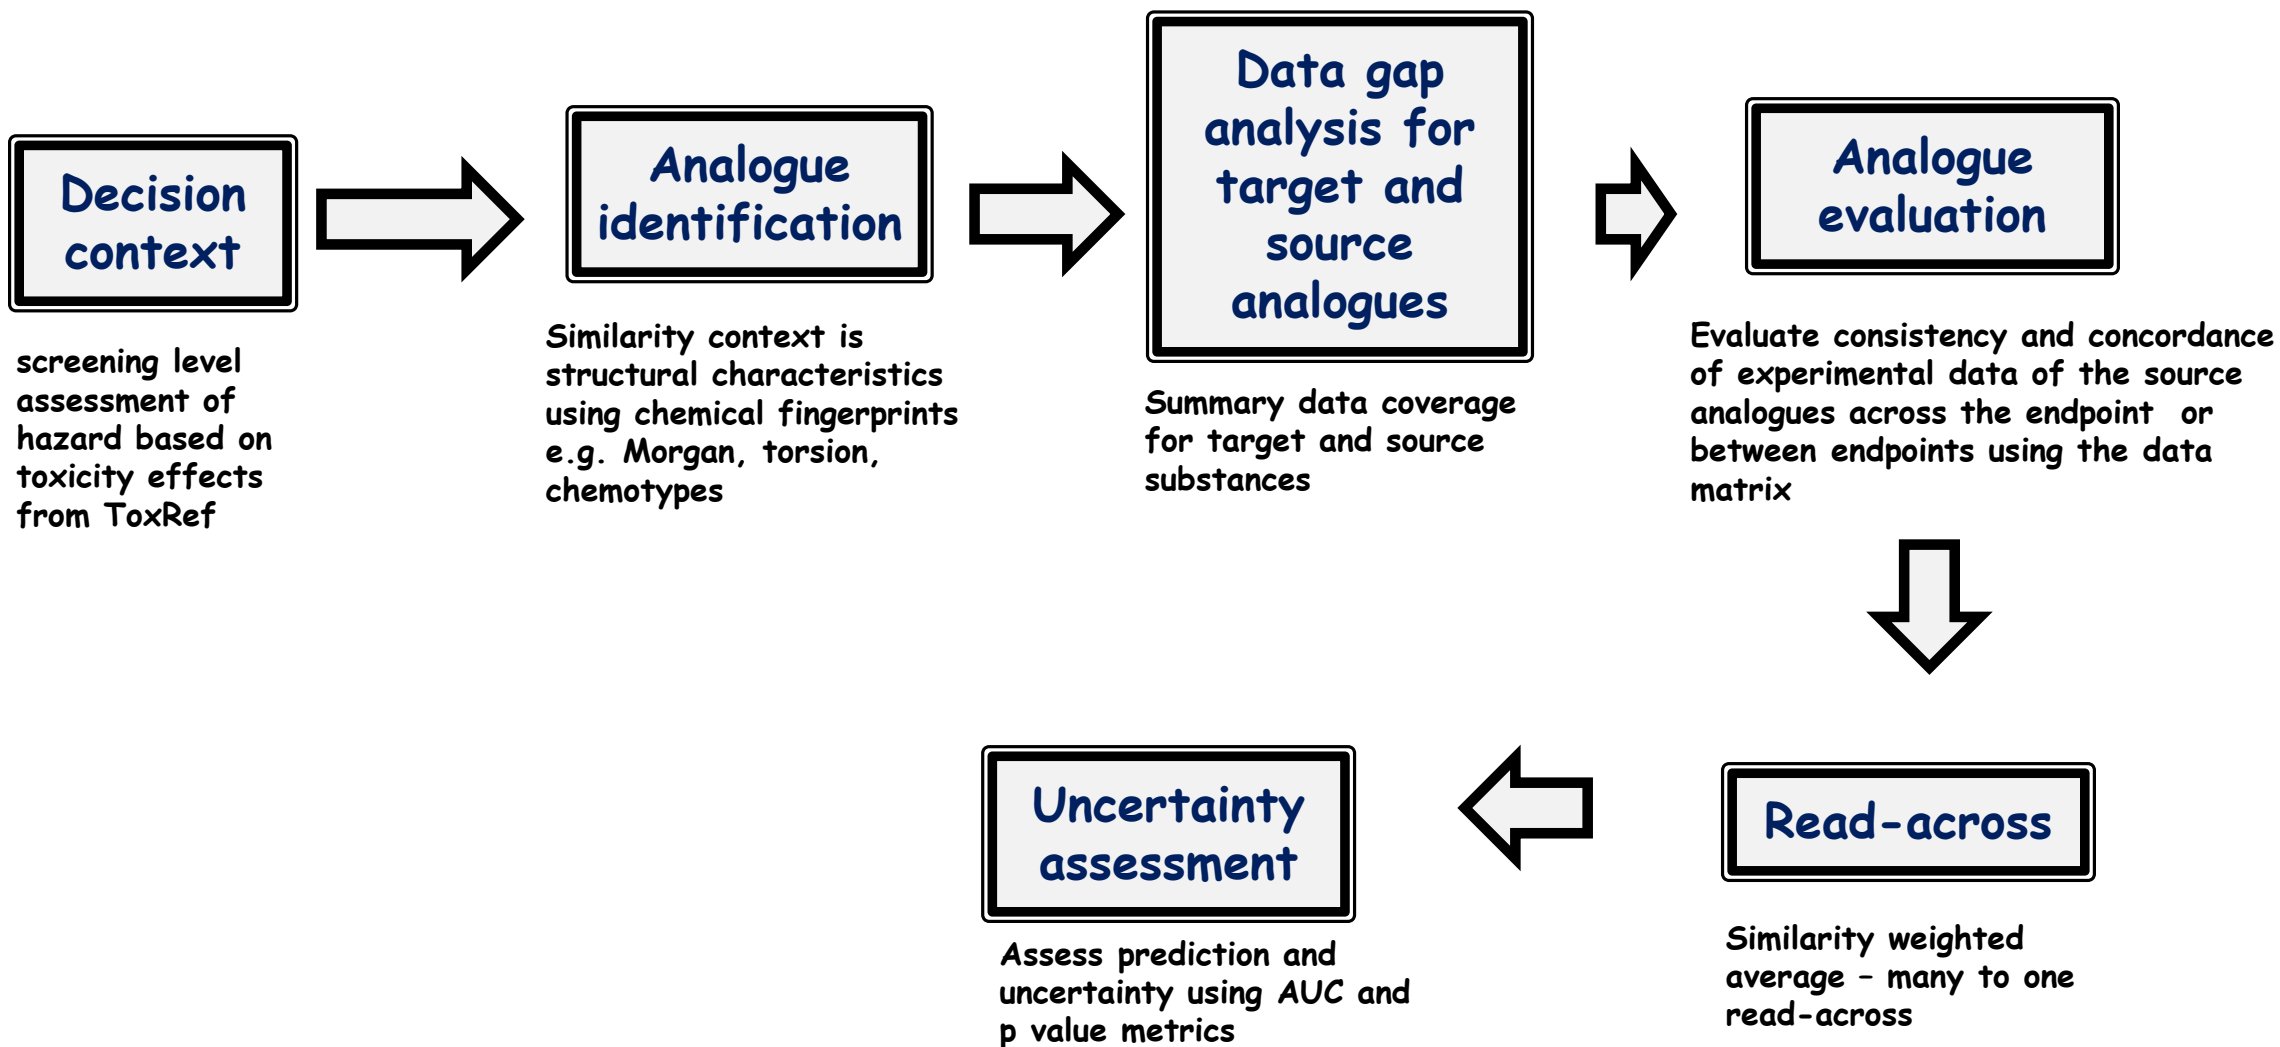 Decision
context
screening level
assessment of
hazard based on
toxicity effects
from ToxRef
Analogue
identification
Similarity context is
structural characteristics
using chemical fingerprints
e.g. Morgan, torsion,
chemotypes
Data gap
analysis for
target and
source
analogues
Summary data coverage
for target and source
substances
Analogue
evaluation
Evaluate consistency and concordance
of experimental data of the source
analogues across the endpoint or
between endpoints using the data
matrix
Read-across
Similarity weighted
average – many to one
read-across
Uncertainty
assessment
Assess prediction and
uncertainty using AUC and
p value metrics